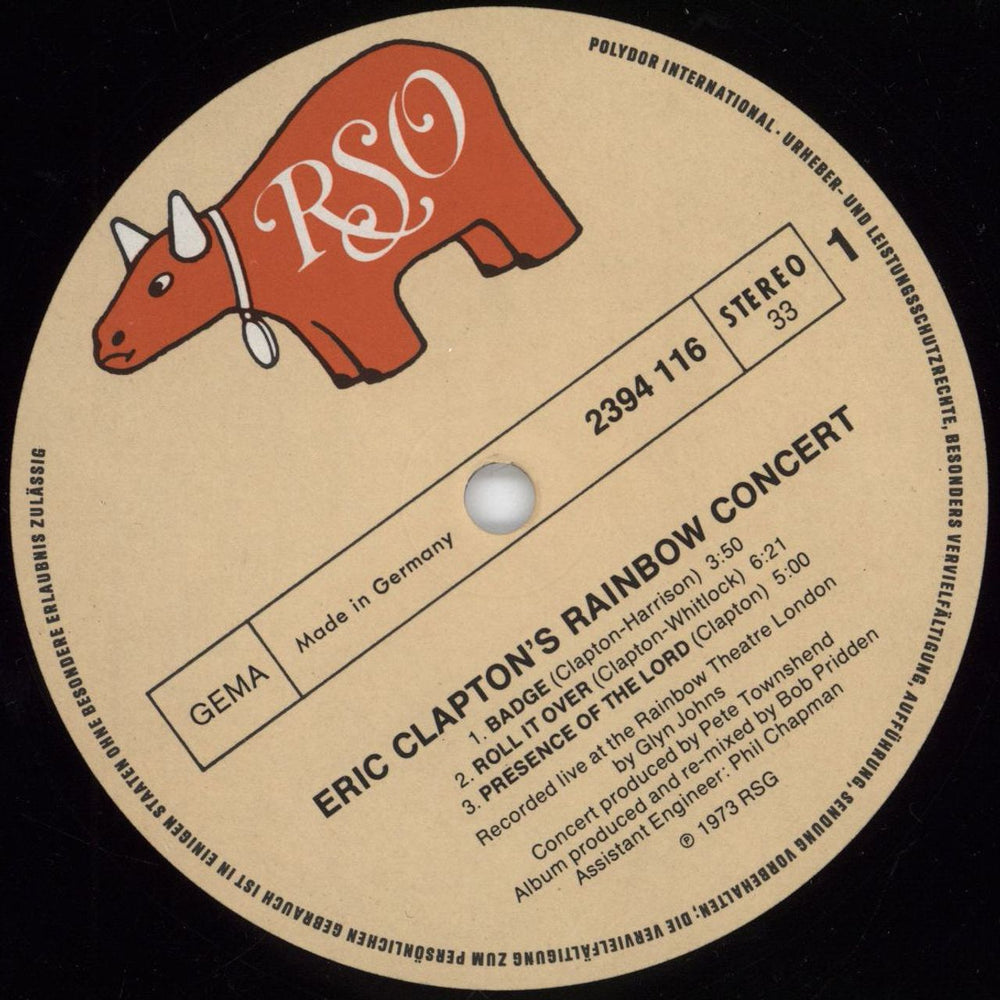 RSO
POLYDOR INTERNATIONAL · URHEBER- UND LEISTUNGSSCHUTZRECHTE, BESONDERS VERVIELFÄLTIGUNG, AUFFÜHRUNG, SENDUNG VORBEHALTEN; DIE VERVIELFÄLTIGUNG ZUM PERSÖNLICHEN GEBRAUCH IST IN EINIGEN STAATEN OHNE BESONDERE ERLAUBNIS ZULÄSSIG
1
STEREO
33
2394 116
Made in Germany
GEMA
ERIC CLAPTON'S RAINBOW CONCERT
1. BADGE (Clapton-Harrison) 3:50
2. ROLL IT OVER (Clapton-Whitlock) 6:21
3. PRESENCE OF THE LORD (Clapton) 5:00
Recorded live at the Rainbow Theatre London
by Glyn Johns
Concert produced by Pete Townshend
Album produced and re-mixed by Bob Pridden
Assistant Engineer: Phil Chapman
℗ 1973 RSG